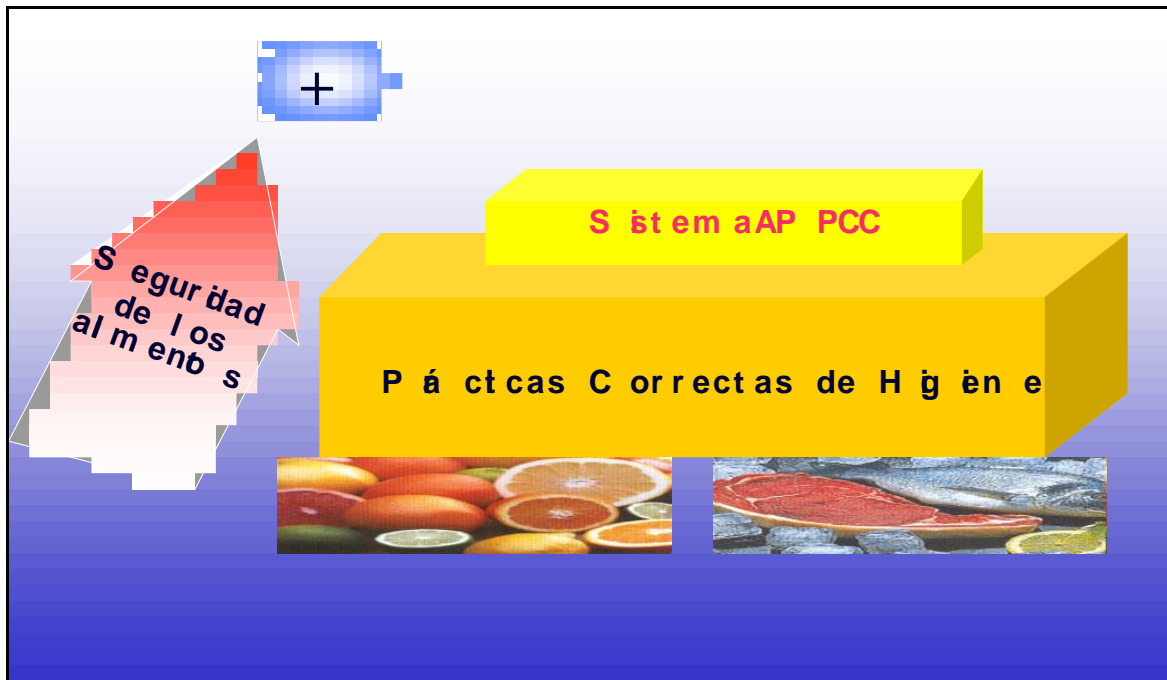 +
Sistema APPCC
Seguridad
de los
alimentos
Prácticas Correctas de Higiene